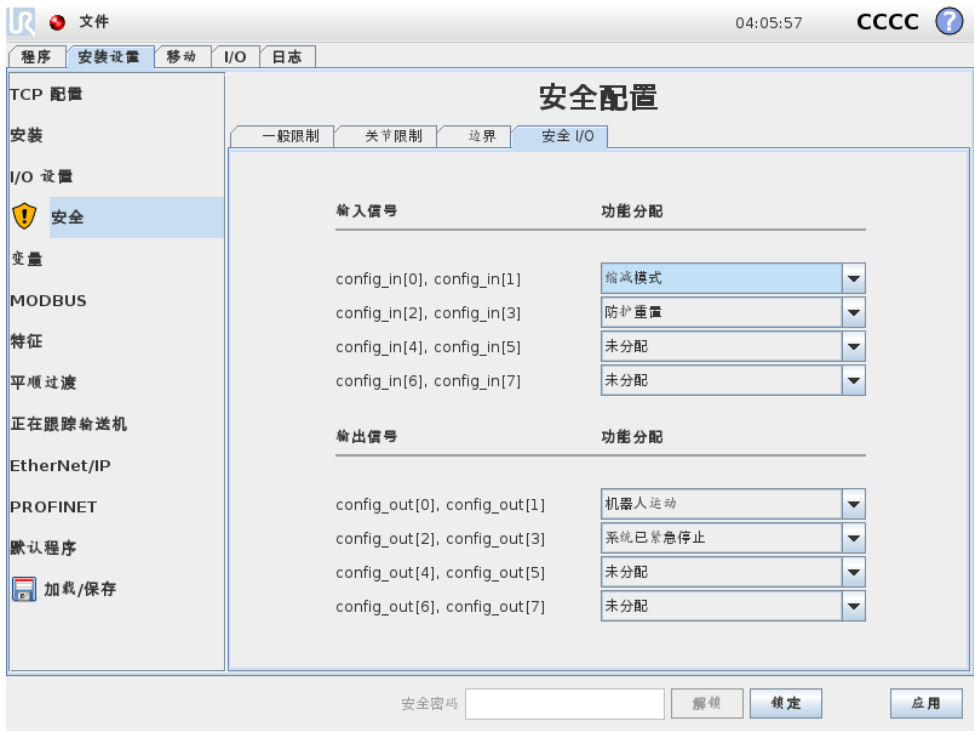 UR 文件 04:05:57 CCCC ?
程序 安装设置 移动 I/O 日志
TCP 配置
安装
I/O 设置
安全
变量
MODBUS
特征
平顺过渡
正在跟踪输送机
EtherNet/IP
PROFINET
默认程序
加载/保存
安全配置
一般限制 关节限制 边界 安全 I/O
输入信号 功能分配
config_in[0], config_in[1] 缩减模式
config_in[2], config_in[3] 防护重置
config_in[4], config_in[5] 未分配
config_in[6], config_in[7] 未分配
输出信号 功能分配
config_out[0], config_out[1] 机器人运动
config_out[2], config_out[3] 系统已紧急停止
config_out[4], config_out[5] 未分配
config_out[6], config_out[7] 未分配
安全密码 解锁 锁定 应用